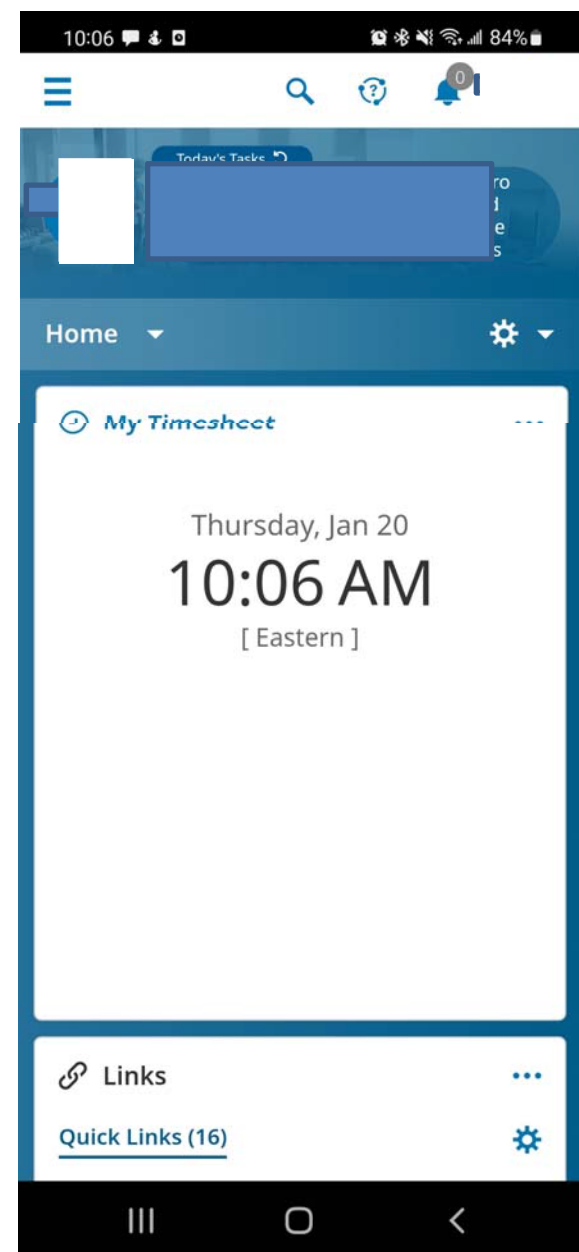 10:06 84%
0
Today's Tasks
Home
My Timesheet
Thursday, Jan 20
10:06 AM
[ Eastern ]
Links
Quick Links (16)